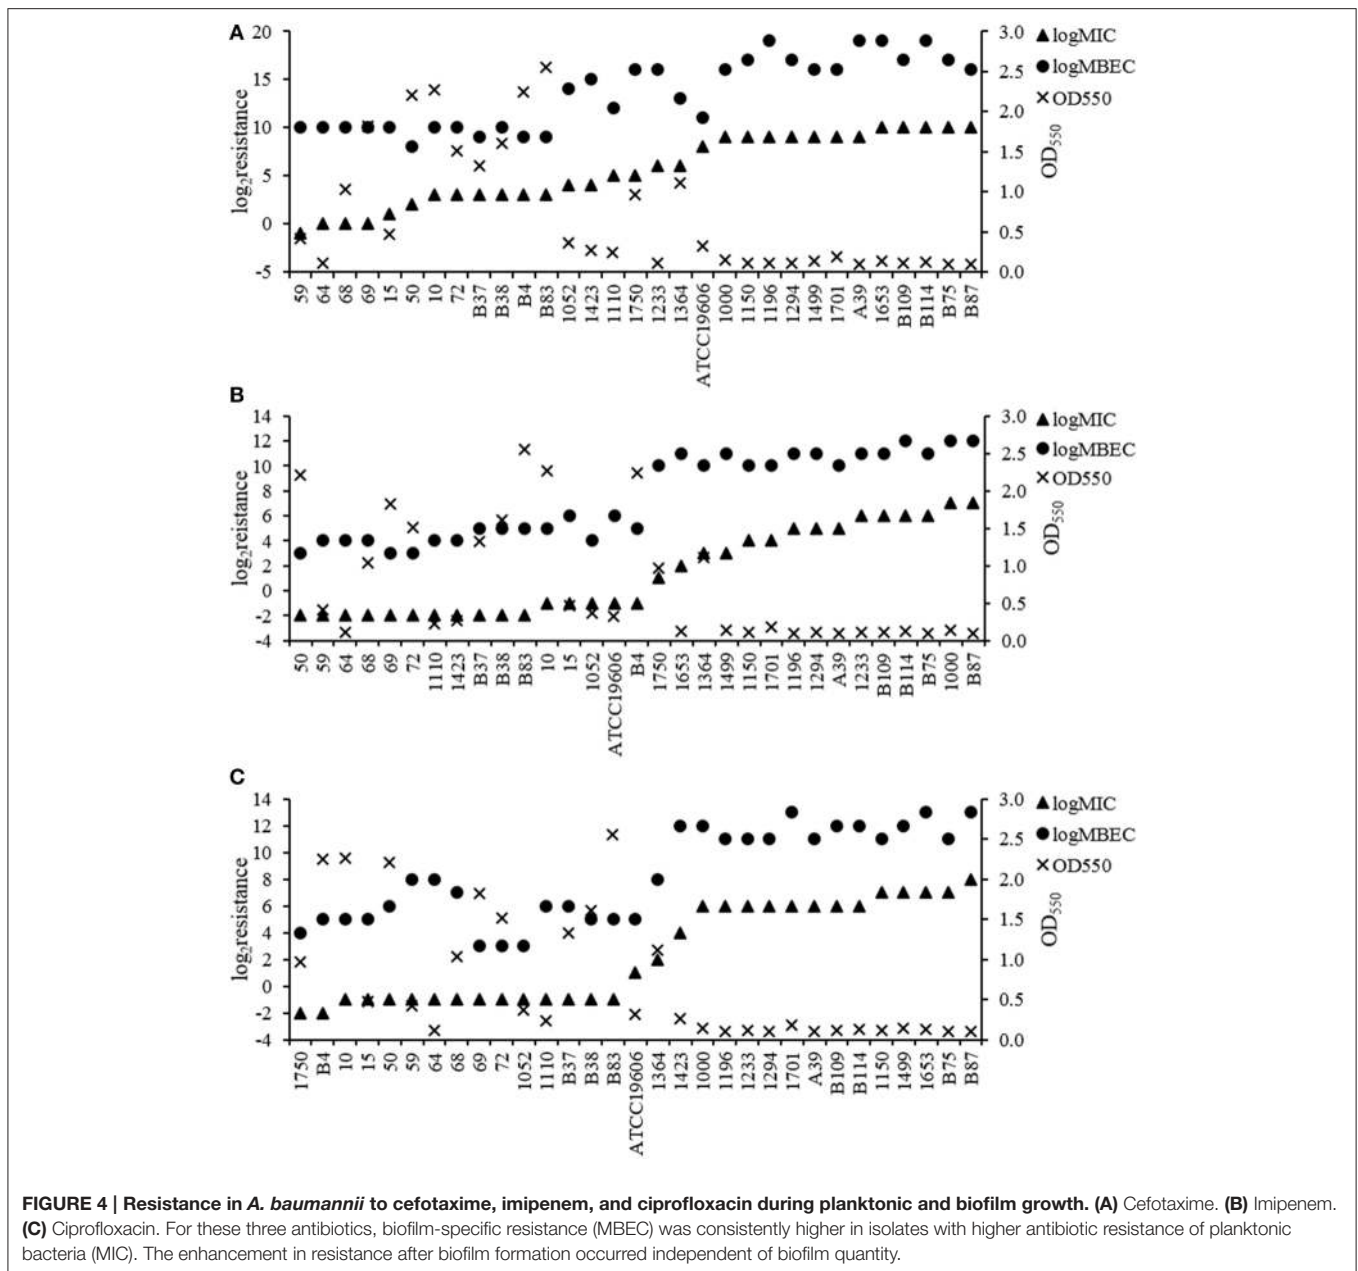 A
20
15
10
5
0
-5
log2resistance
3.0
2.5
2.0
1.5
1.0
0.5
0.0
OD550
logMIC
logMBEC
OD550
59 64 68 69 15 50 10 72 B37 B38 B4 B83 1052 1423 1110 1750 1233 1364 ATCC19606 1000 1150 1196 1294 1499 1701 A39 1653 B109 B114 B75 B87
B
14
12
10
8
6
4
2
0
-2
-4
log2reistance
3.0
2.5
2.0
1.5
1.0
0.5
0.0
OD550
logMIC
logMBEC
OD550
50 59 64 68 69 72 1110 1423 B37 B38 B83 10 15 1052 ATCC19606 B4 1750 1653 1364 1499 1150 1701 1196 1294 A39 1233 B109 B114 B75 1000 B87
C
14
12
10
8
6
4
2
0
-2
-4
log2resistance
3.0
2.5
2.0
1.5
1.0
0.5
0.0
OD550
logMIC
logMBEC
OD550
1750 B4 10 15 50 59 64 68 69 72 1052 1110 B37 B38 B83 ATCC19606 1364 1423 1000 1196 1233 1294 1701 A39 B109 B114 1150 1499 1653 B75 B87
FIGURE 4 | Resistance in A. baumannii to cefotaxime, imipenem, and ciprofloxacin during planktonic and biofilm growth. (A) Cefotaxime. (B) Imipenem.
(C) Ciprofloxacin. For these three antibiotics, biofilm-specific resistance (MBEC) was consistently higher in isolates with higher antibiotic resistance of planktonic
bacteria (MIC). The enhancement in resistance after biofilm formation occurred independent of biofilm quantity.